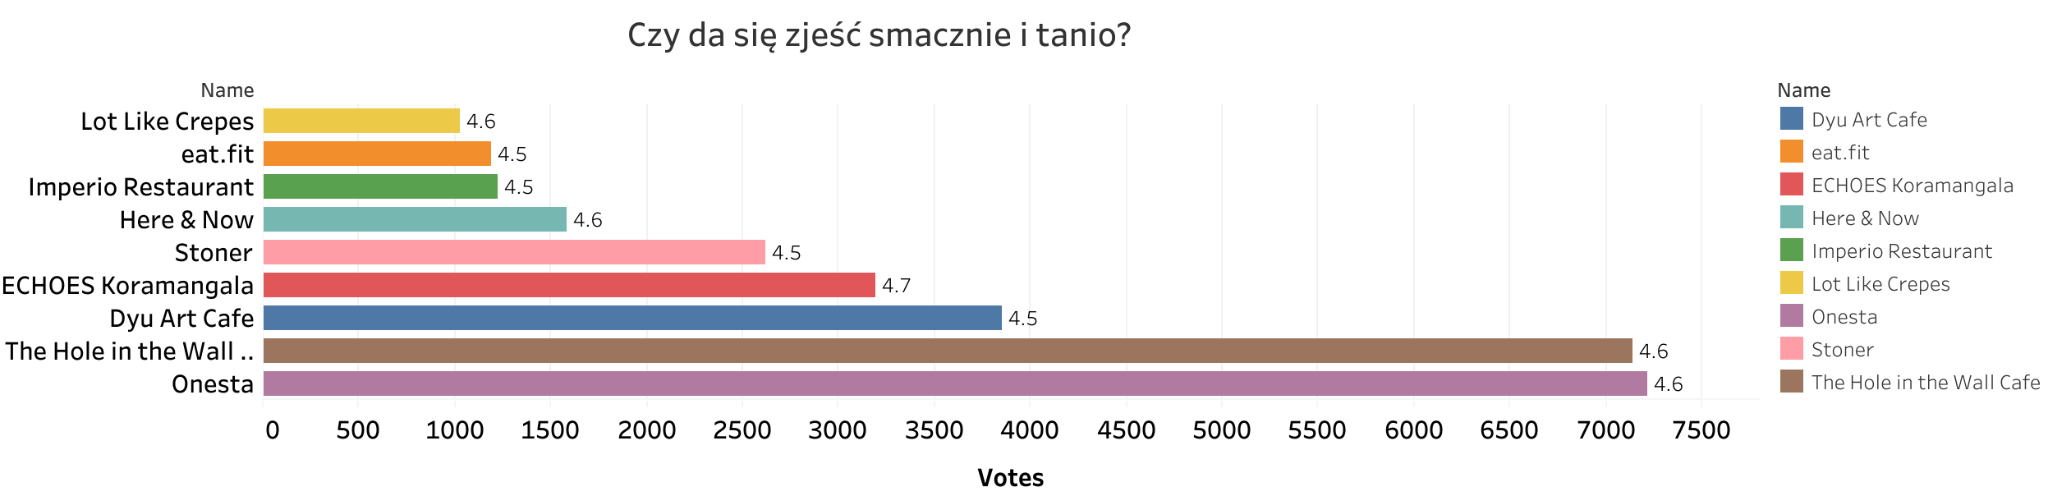 Czy da się zjeść smacznie i tanio?
Name
Lot Like Crepes 4.6
eat.fit 4.5
Imperio Restaurant 4.5
Here & Now 4.6
Stoner 4.5
ECHOES Koramangala 4.7
Dyu Art Cafe 4.5
The Hole in the Wall .. 4.6
Onesta 4.6
0 500 1000 1500 2000 2500 3000 3500 4000 4500 5000 5500 6000 6500 7000 7500
Votes
Name
Dyu Art Cafe
eat.fit
ECHOES Koramangala
Here & Now
Imperio Restaurant
Lot Like Crepes
Onesta
Stoner
The Hole in the Wall Cafe